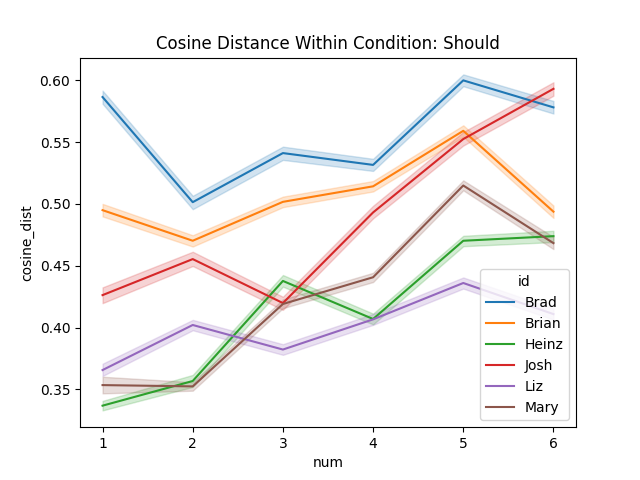 Cosine Distance Within Condition: Should
cosine_dist
0.60
0.55
0.50
0.45
0.40
0.35
1 2 3 4 5 6
num
id
Brad
Brian
Heinz
Josh
Liz
Mary